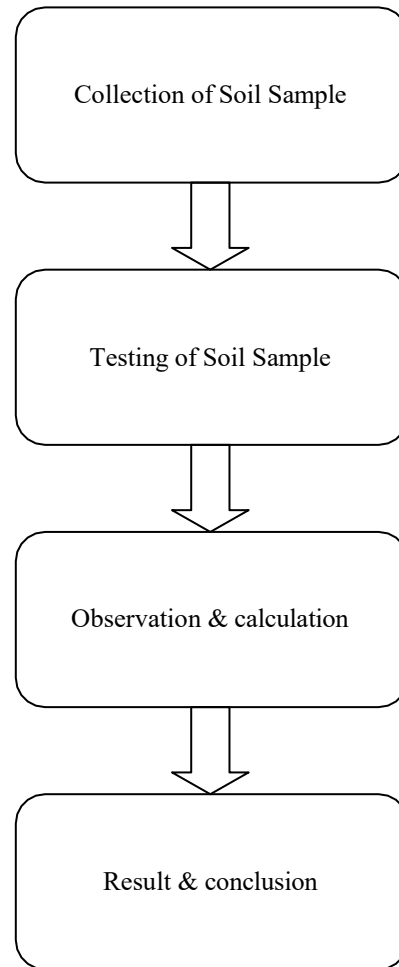 Collection of Soil Sample
Testing of Soil Sample
Observation & calculation
Result & conclusion